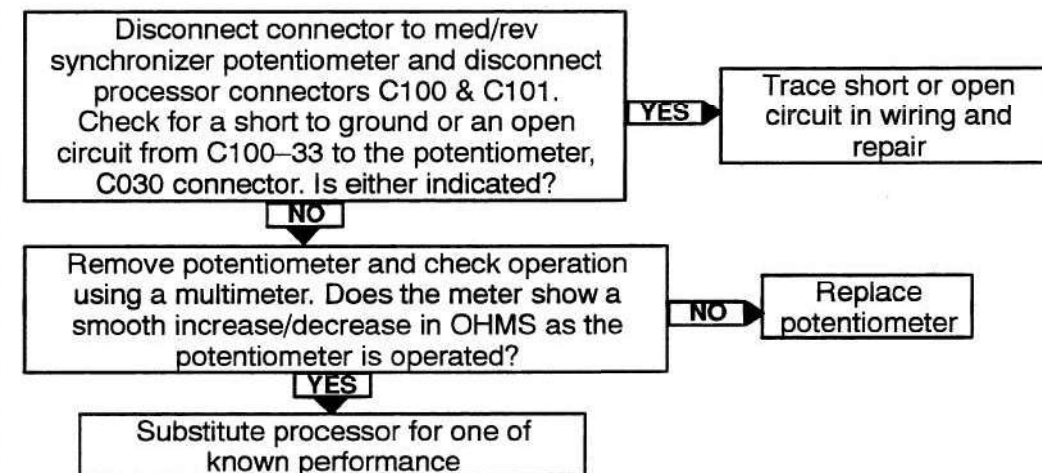 Disconnect connector to med/rev
synchronizer potentiometer and disconnect
processor connectors C100 & C101.
Check for a short to ground or an open
circuit from C100–33 to the potentiometer,
C030 connector. Is either indicated?
YES
Trace short or open
circuit in wiring and
repair
NO
Remove potentiometer and check operation
using a multimeter. Does the meter show a
smooth increase/decrease in OHMS as the
potentiometer is operated?
NO
Replace
potentiometer
YES
Substitute processor for one of
known performance